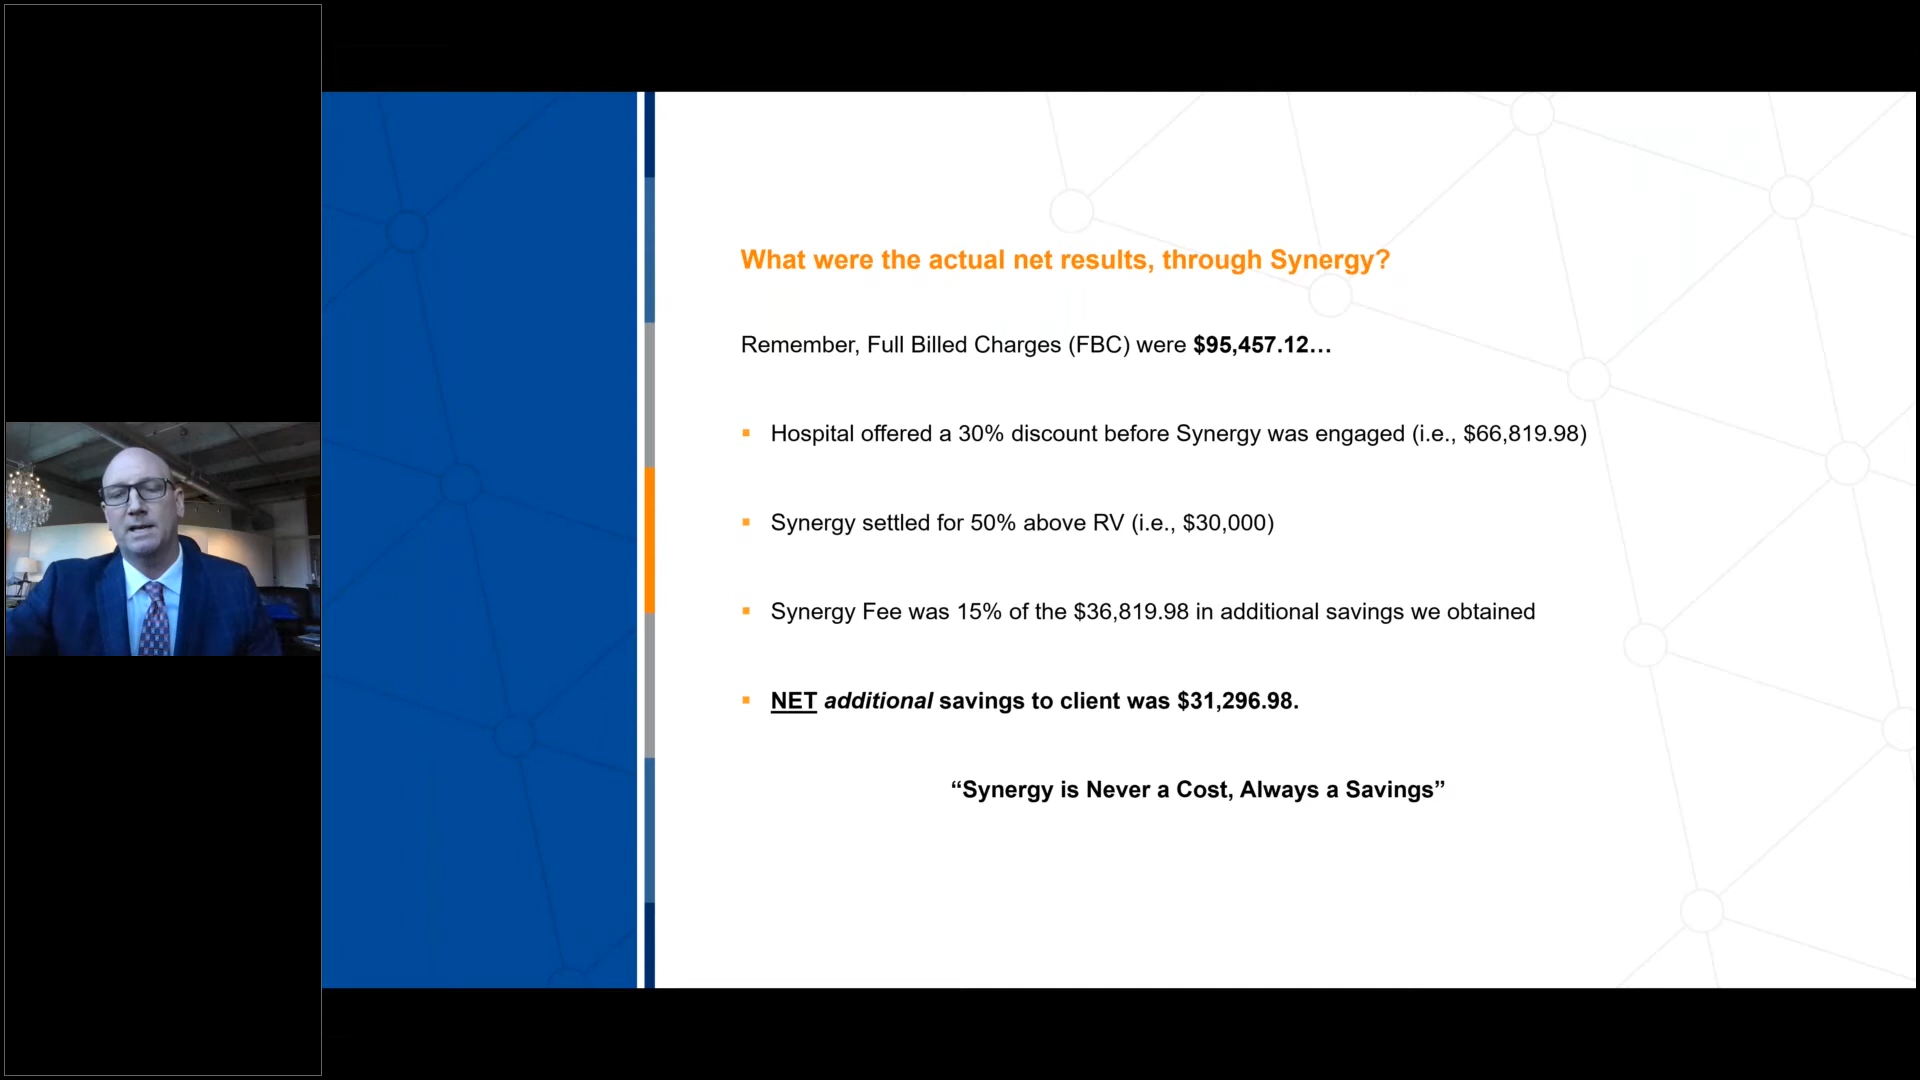 What were the actual net results, through Synergy?
Remember, Full Billed Charges (FBC) were $95,457.12…
▪ Hospital offered a 30% discount before Synergy was engaged (i.e., $66,819.98)
▪ Synergy settled for 50% above RV (i.e., $30,000)
▪ Synergy Fee was 15% of the $36,819.98 in additional savings we obtained
▪ NET additional savings to client was $31,296.98.
“Synergy is Never a Cost, Always a Savings”